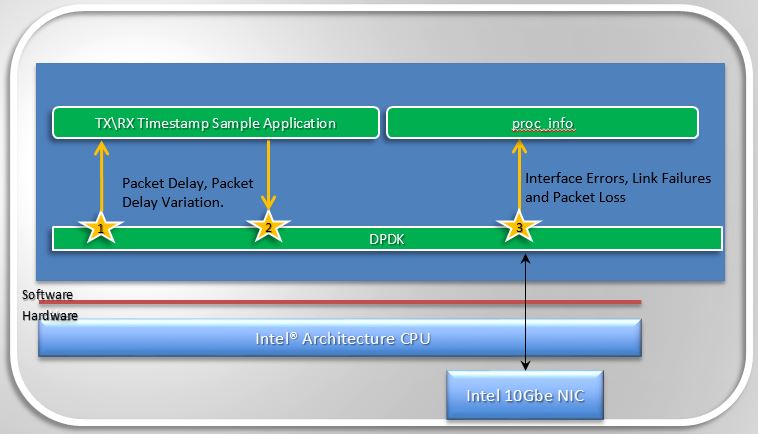 TX\RX Timestamp Sample Application
proc_info
Packet Delay, Packet
Delay Variation.
Interface Errors, Link Failures
and Packet Loss
1
2
3
DPDK
Software
Hardware
Intel® Architecture CPU
Intel 10Gbe NIC